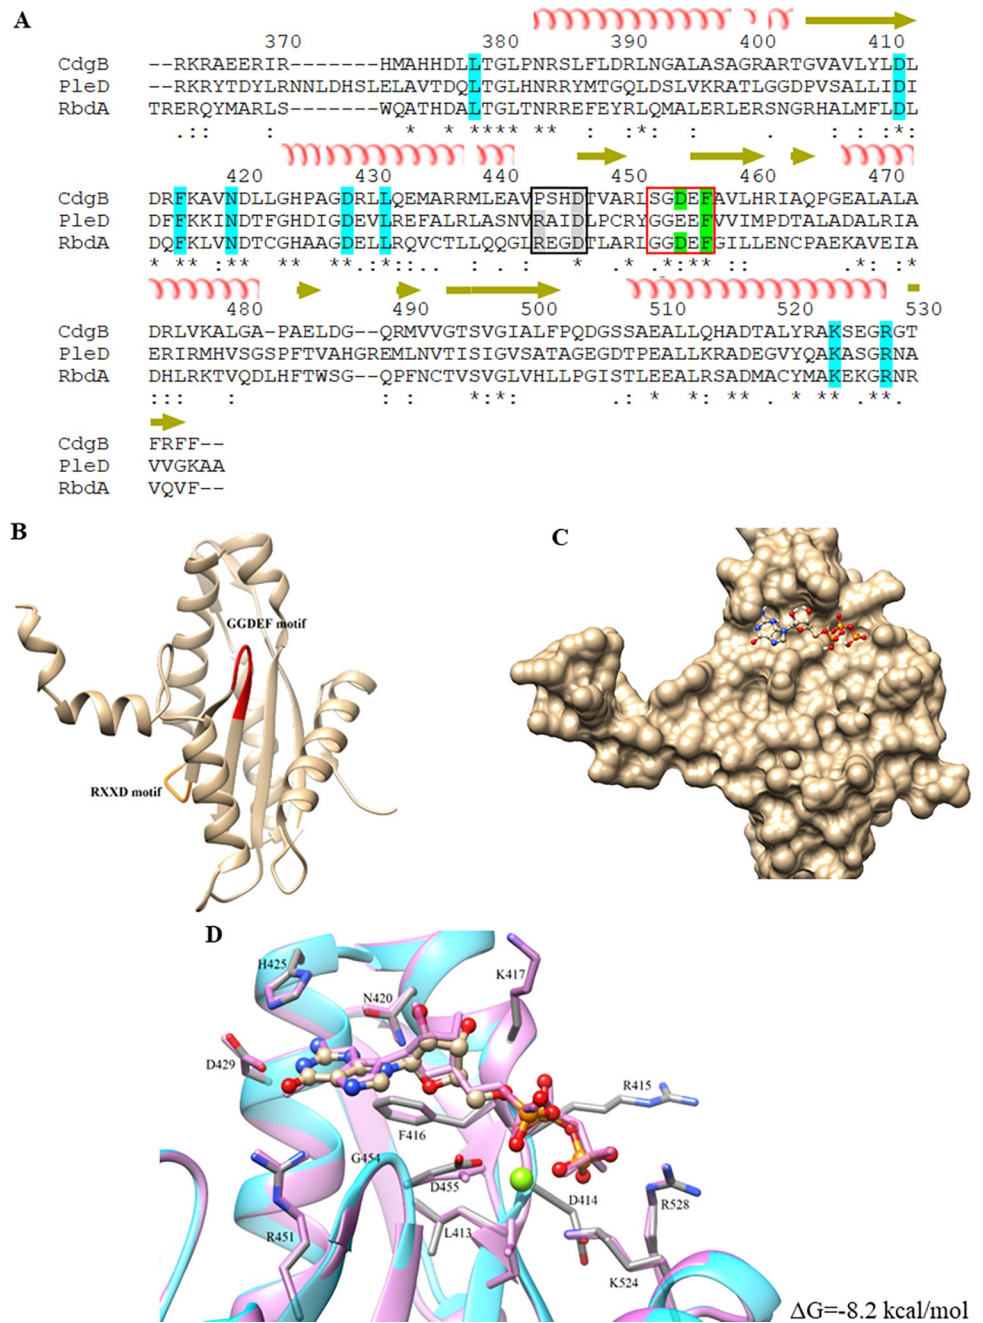 A
370 380 390 400 410
CdgB --RKRAEERIR-------HMAHHDLLTGLPNRSLFLDRLNGALASAGRARTGVAVLYLDL
PleD --RKRYTDYLRNNLDHSLELAVTDQLTGLHNRRYMTGQLDSLVKRATLGGDPVSALLIDI
RbdA TRERQYMARLS-------WQATHDALTGLTNRREFEYRLQMALERLERSNGRHALMFLDL
.:: : * * **** ** : .:* : : : :*:
420 430 440 450 460 470
CdgB DRFKAVNDLLGHPAGDRLLQEMARRMLEAVPSHDTVARLSGDEFAVLHRIAQPGEALALA
PleD DFFKKINDTFGHDIGDEVLREFALRLASNVRAIDLPCRYGGEEFVVIMPDTALADALRIA
RbdA DQFKLVNDTCGHAAGDELLRQVCTLLQQGLREGDTLARLGGDEFGILLENCPAEKAVEIA
* ** :** ** **.:*::.. : . : * .* .*:** :: .*: :*
480 490 500 510 520 530
CdgB DRLVKALGA-PAELDG--QRMVVGTSVGIALFPQDGSSAEALLQHADTALYRAKSEGRGT
PleD ERIRMHVSGSPFTVAHGREMLNVTISIGVSATAGEGDTPEALLKRADEGVYQAKASGRNA
RbdA DHLRKTVQDLHFTWSG--QPFNCTVSVGLVHLLPGISTLEEALRSADMACYMAKEKGRNR
::: : : : *:*: .: * *: ** . * ** .**.
CdgB FRFF--
PleD VVGKAA
RbdA VQVF--
B
GGDEF motif
RXXD motif
C
D
H425
K417
N420
D429
R415
F416
G454
D455
D414
R528
R451
L413
K524
ΔG=-8.2 kcal/mol